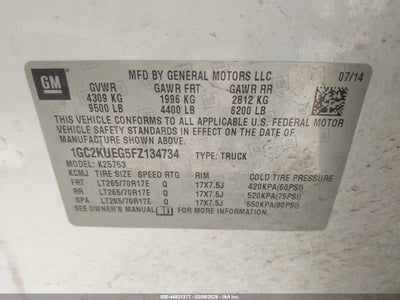 GM
MFD BY GENERAL MOTORS LLC 07/14
GVWR GAWR FRT GAWR RR
4309 KG 1996 KG 2812 KG
9500 LB 4400 LB 6200 LB
THIS VEHICLE CONFORMS TO ALL APPLICABLE U.S. FEDERAL MOTOR
VEHICLE SAFETY STANDARDS IN EFFECT ON THE DATE OF
MANUFACTURE SHOWN ABOVE.
1GC2KUEG5FZ134734 TYPE: TRUCK
MODEL: K25753
KCMJ TIRE SIZE SPEED RTG RIM COLD TIRE PRESSURE
FRT LT265/70R17E Q 17X7.5J 420KPA(60PSI)
RR LT265/70R17E Q 17X7.5J 520KPA(75PSI)
SPA LT265/70R17E Q 17X7.5J 550KPA(80PSI)
SEE OWNER'S MANUAL FOR MORE INFORMATION.